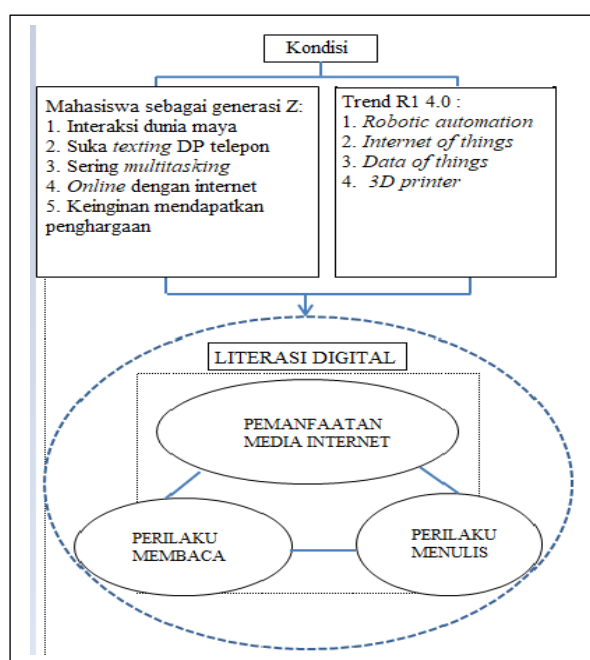 Kondisi
Mahasiswa sebagai generasi Z:
1. Interaksi dunia maya
2. Suka texting DP telepon
3. Sering multitasking
4. Online dengan internet
5. Keinginan mendapatkan
penghargaan
Trend R1 4.0 :
1. Robotic automation
2. Internet of things
3. Data of things
4. 3D printer
LITERASI DIGITAL
PEMANFAATAN
MEDIA INTERNET
PERILAKU
MEMBACA
PERILAKU
MENULIS